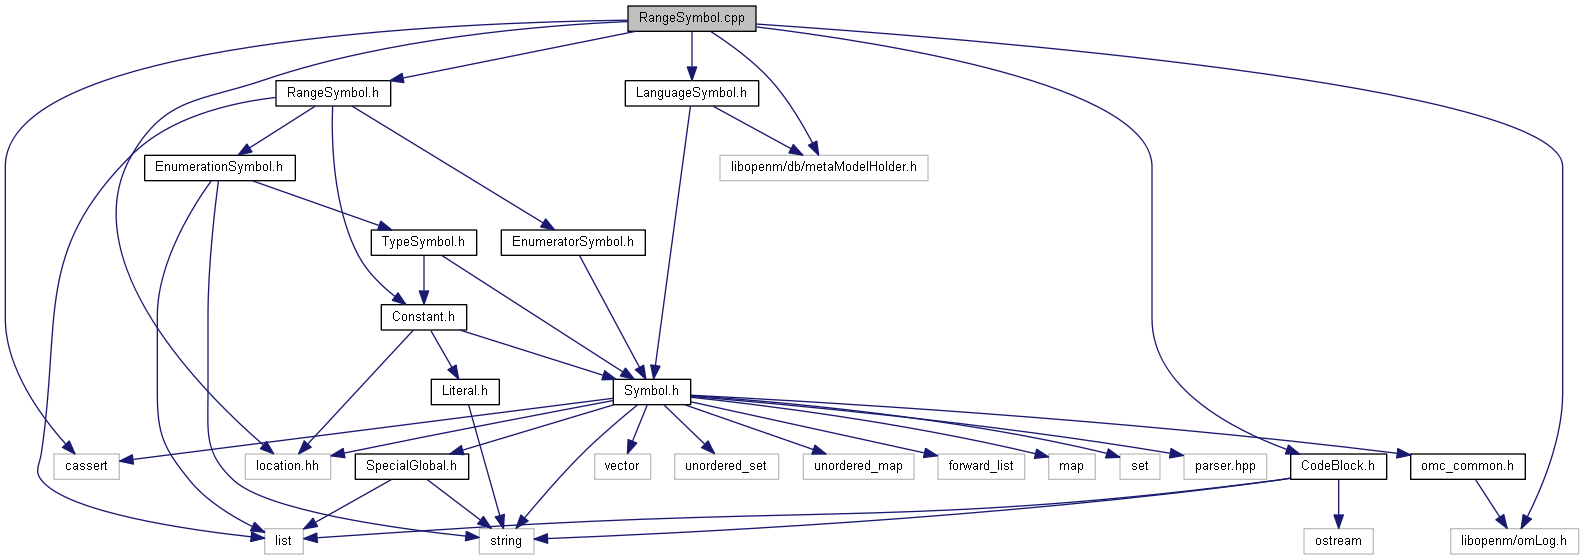 RangeSymbol.cpp
RangeSymbol.h
LanguageSymbol.h
EnumerationSymbol.h
libopenm/db/metaModelHolder.h
TypeSymbol.h
EnumeratorSymbol.h
Constant.h
Literal.h
Symbol.h
cassert
location.hh
SpecialGlobal.h
vector
unordered_set
unordered_map
forward_list
map
set
parser.hpp
CodeBlock.h
omc_common.h
list
string
ostream
libopenm/omLog.h